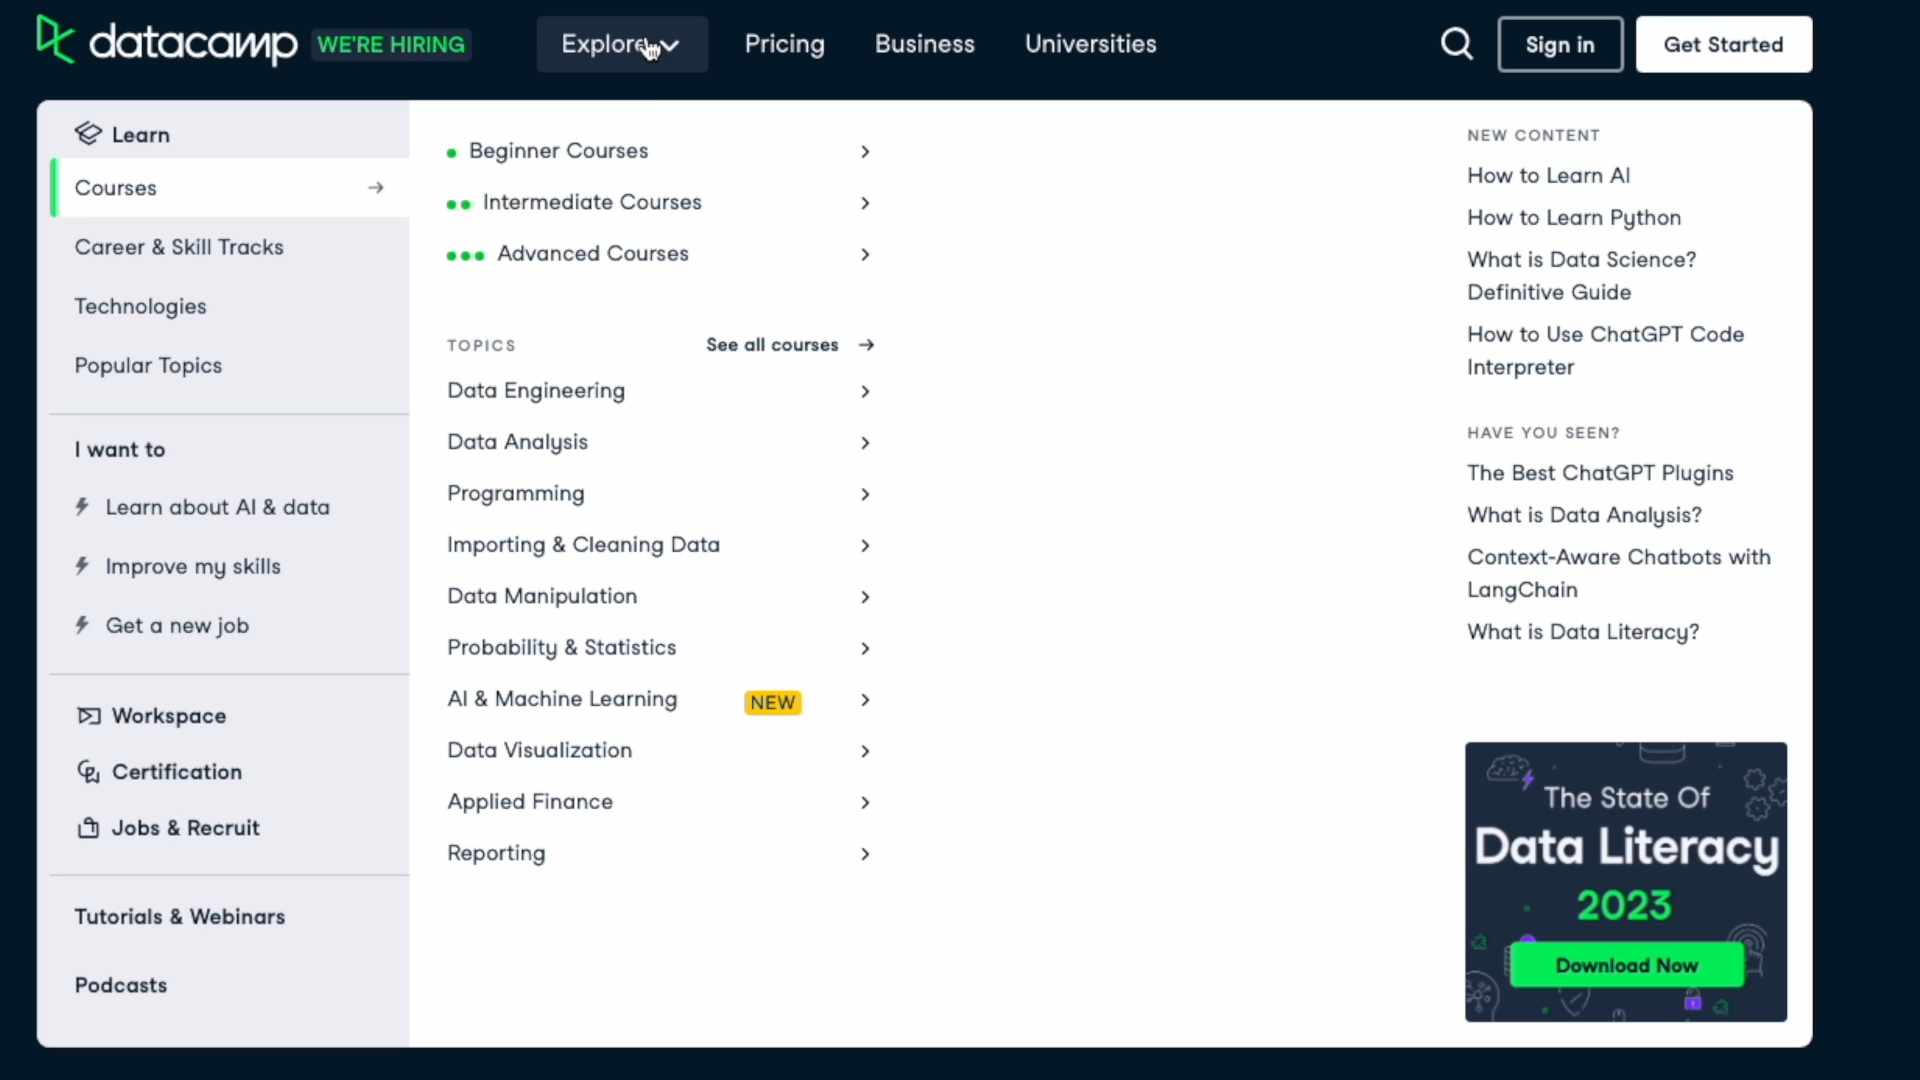 datacamp WE'RE HIRING Explore Pricing Business Universities Sign in Get Started
Learn
Courses
Career & Skill Tracks
Technologies
Popular Topics
I want to
Learn about AI & data
Improve my skills
Get a new job
Workspace
Certification
Jobs & Recruit
Tutorials & Webinars
Podcasts
Beginner Courses
Intermediate Courses
Advanced Courses
TOPICS See all courses
Data Engineering
Data Analysis
Programming
Importing & Cleaning Data
Data Manipulation
Probability & Statistics
AI & Machine Learning NEW
Data Visualization
Applied Finance
Reporting
NEW CONTENT
How to Learn AI
How to Learn Python
What is Data Science?
Definitive Guide
How to Use ChatGPT Code
Interpreter
HAVE YOU SEEN?
The Best ChatGPT Plugins
What is Data Analysis?
Context-Aware Chatbots with
LangChain
What is Data Literacy?
The State Of
Data Literacy
2023
Download Now